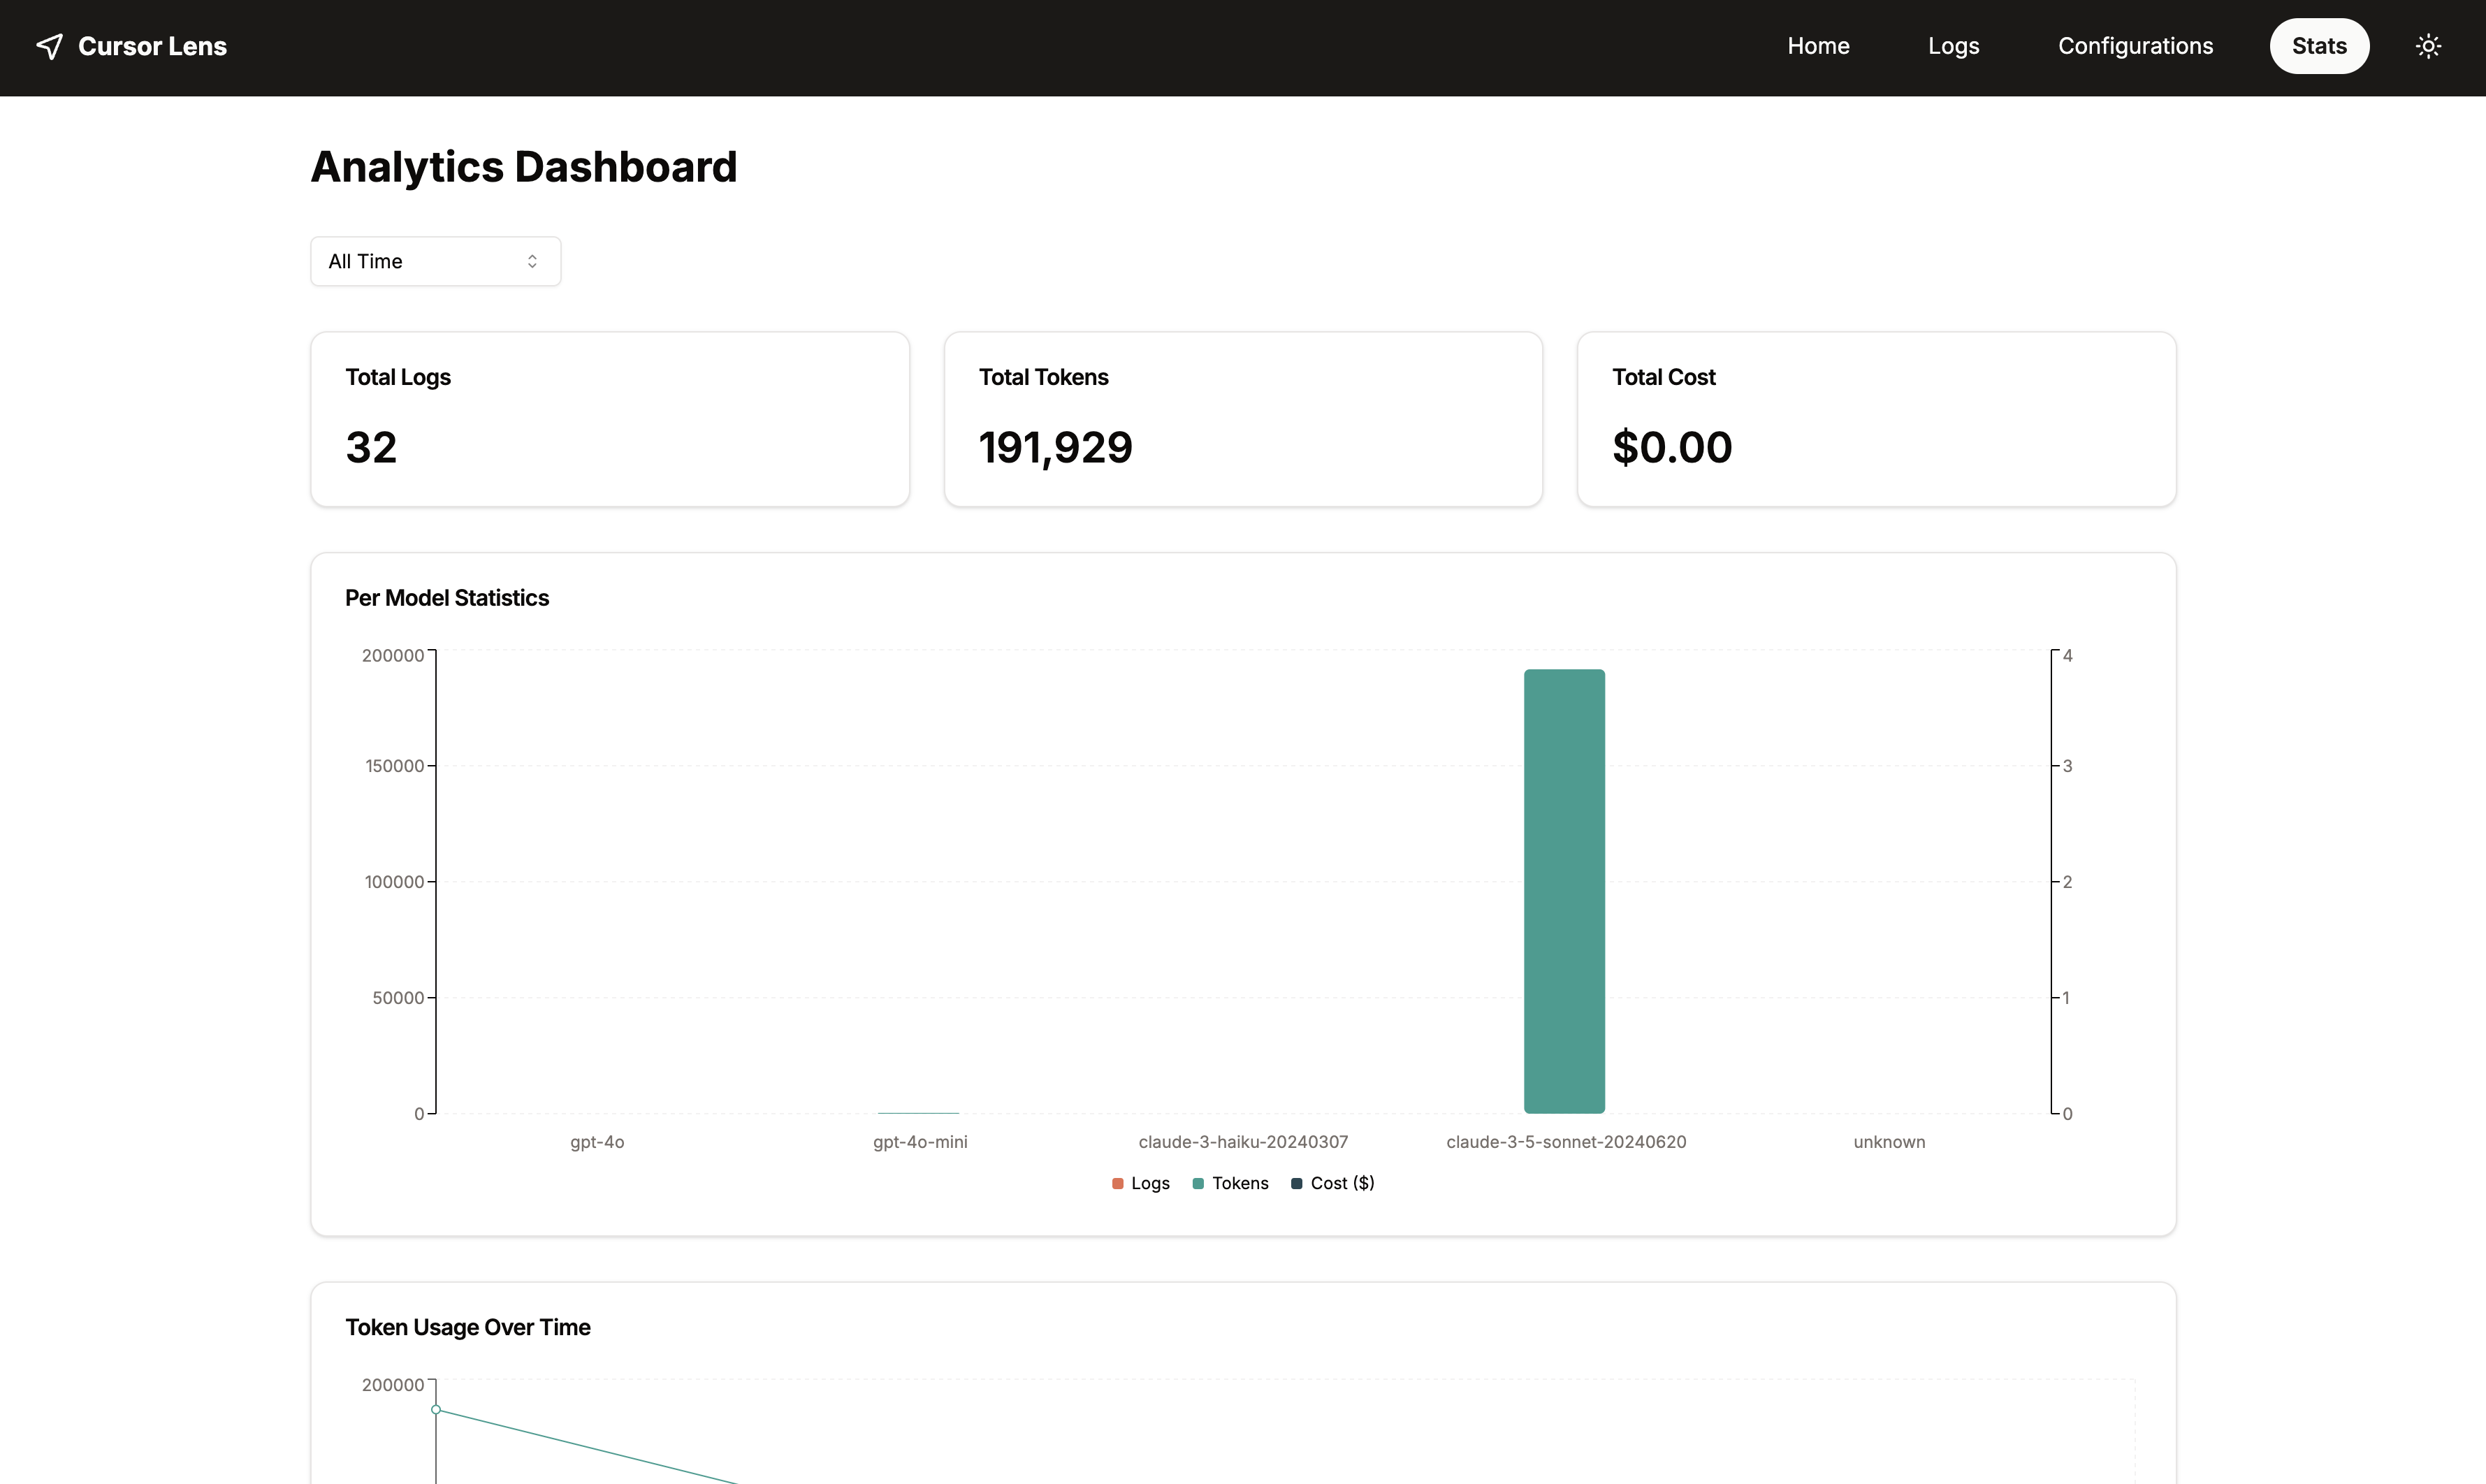 Cursor Lens
Home Logs Configurations Stats
Analytics Dashboard
All Time
Total Logs
32
Total Tokens
191,929
Total Cost
$0.00
Per Model Statistics
200000
150000
100000
50000
0
4
3
2
1
0
gpt-4o gpt-4o-mini claude-3-haiku-20240307 claude-3-5-sonnet-20240620 unknown
Logs Tokens Cost ($)
Token Usage Over Time
200000